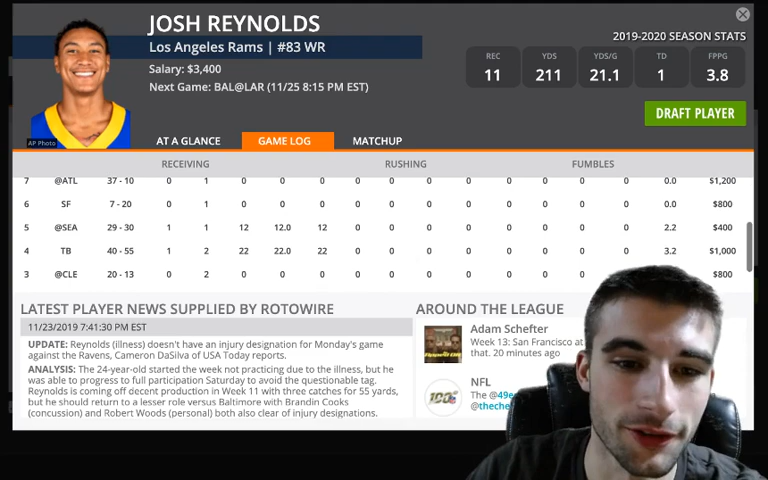 JOSH REYNOLDS
Los Angeles Rams | #83 WR
Salary: $3,400
Next Game: BAL@LAR (11/25 8:15 PM EST)
AP Photo
2019-2020 SEASON STATS
REC YDS YDS/G TD FPPG
11 211 21.1 1 3.8
DRAFT PLAYER
AT A GLANCE GAME LOG MATCHUP
RECEIVING RUSHING FUMBLES
7 @ATL 37 - 10 0 1 0 0 0 0 0 0 0 0 0 0.0 $1,200
6 SF 7 - 20 0 1 0 0 0 0 0 0 0 0 0 0.0 $800
5 @SEA 29 - 30 1 1 12 12.0 12 0 0 0 0 0 0 2.2 $400
4 TB 40 - 55 1 2 22 22.0 22 0 0 0 0 0 0 3.2 $1,000
3 @CLE 20 - 13 0 2 0 0 0 0 0 0 0 $800
LATEST PLAYER NEWS SUPPLIED BY ROTOWIRE
11/23/2019 7:41:30 PM EST
UPDATE: Reynolds (illness) doesn't have an injury designation for Monday's game
against the Ravens, Cameron DaSilva of USA Today reports.
ANALYSIS: The 24-year-old started the week not practicing due to the illness, but he
was able to progress to full participation Saturday to avoid the questionable tag.
Reynolds is coming off decent production in Week 11 with three catches for 55 yards,
but he should return to a lesser role versus Baltimore with Brandin Cooks
(concussion) and Robert Woods (personal) both also clear of injury designations.
AROUND THE LEAGUE
Adam Schefter
Week 13: San Francisco at
that. 20 minutes ago
100
NFL
The @49e
@theche